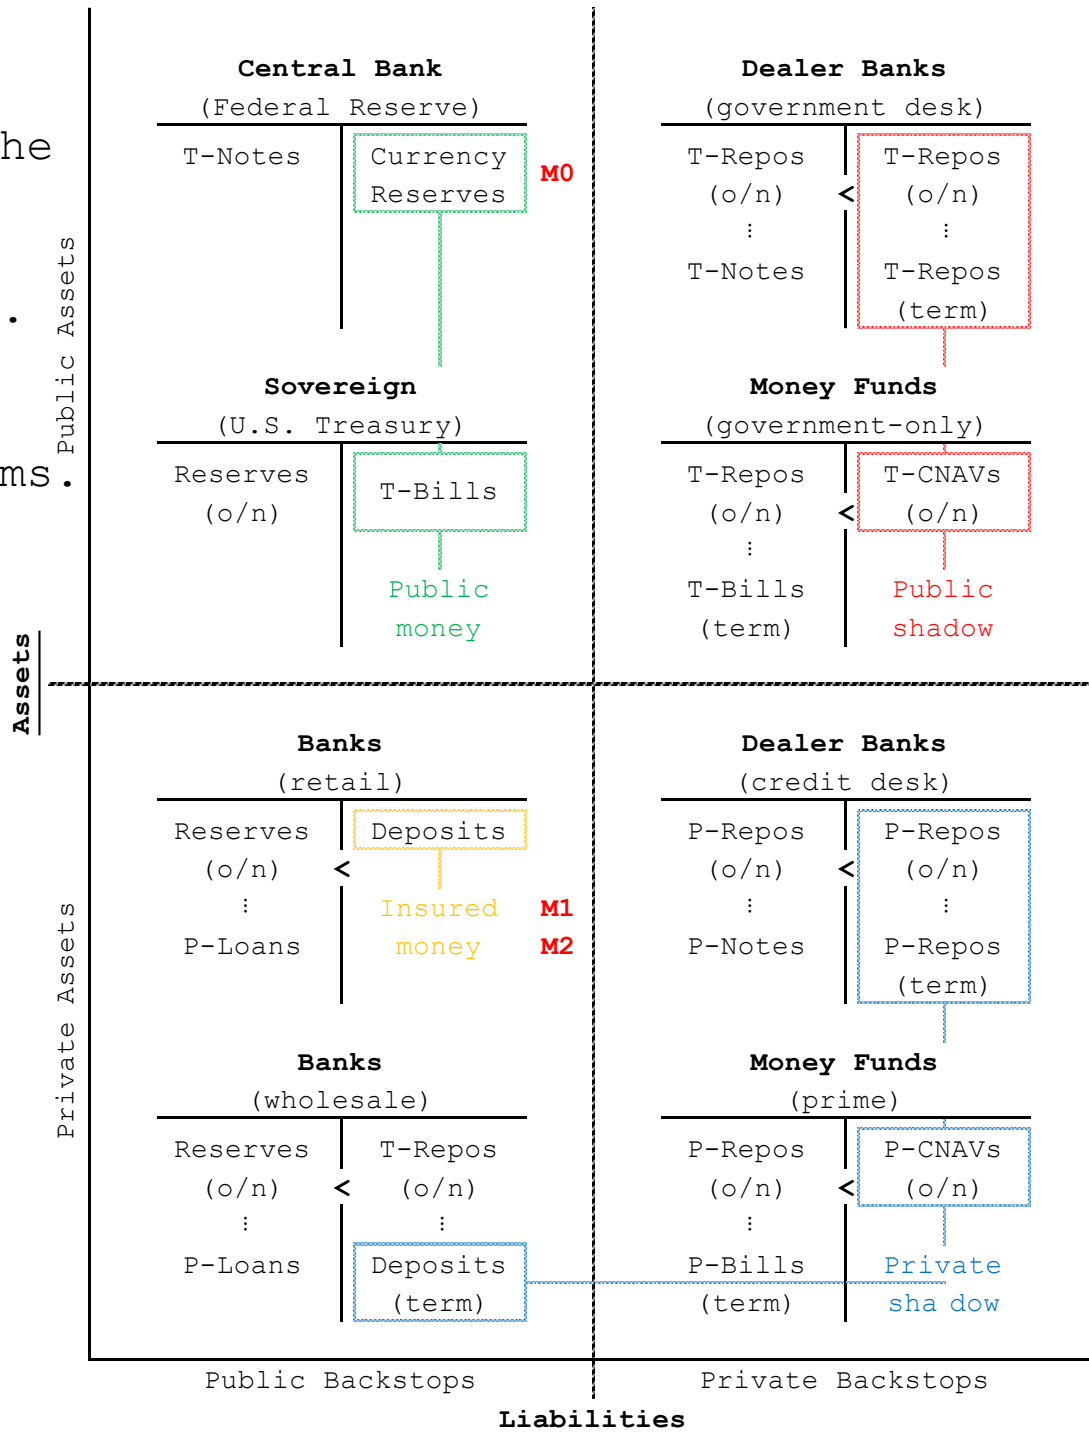 Central Bank
(Federal Reserve)
T-Notes
Currency
Reserves
M0
Sovereign
(U.S. Treasury)
Reserves
(o/n)
T-Bills
Public
money
Dealer Banks
(government desk)
T-Repos
(o/n)
⋮
T-Notes
<
T-Repos
(o/n)
⋮
T-Repos
(term)
Money Funds
(government-only)
T-Repos
(o/n)
⋮
T-Bills
(term)
<
T-CNAVs
(o/n)
Public
shadow
he
.
ms.
Public Assets
Assets
Private Assets
Banks
(retail)
Reserves
(o/n)
⋮
P-Loans
<
Deposits
Insured
money
M1
M2
Banks
(wholesale)
Reserves
(o/n)
⋮
P-Loans
<
T-Repos
(o/n)
⋮
Deposits
(term)
Dealer Banks
(credit desk)
P-Repos
(o/n)
⋮
P-Notes
<
P-Repos
(o/n)
⋮
P-Repos
(term)
Money Funds
(prime)
P-Repos
(o/n)
⋮
P-Bills
(term)
<
P-CNAVs
(o/n)
Private
sha dow
Public Backstops
Private Backstops
Liabilities